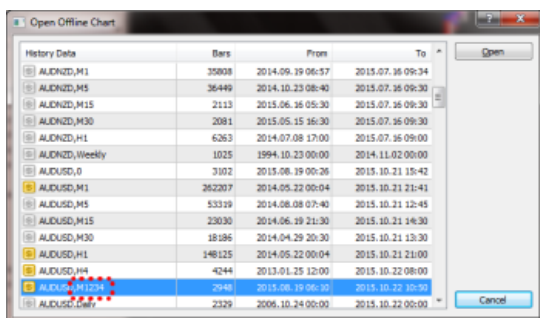 Open Offline Chart
History Data Bars From To Open
AUDNZD,M1 35808 2014.09.19 06:57 2015.07.16 09:34
AUDNZD,M5 36449 2014.10.23 08:40 2015.07.16 09:30
AUDNZD,M15 2113 2015.06.16 05:30 2015.07.16 09:30
AUDNZD,M30 2081 2015.05.15 16:30 2015.07.16 09:30
AUDNZD,H1 6263 2014.07.08 17:00 2015.07.16 09:00
AUDNZD,Weekly 1025 1994.10.23 00:00 2014.11.02 00:00
AUDUSD,0 3102 2015.08.19 00:26 2015.10.21 15:42
AUDUSD,M1 262207 2014.05.22 00:04 2015.10.21 21:41
AUDUSD,M5 53319 2014.08.08 07:40 2015.10.21 12:45
AUDUSD,M15 23030 2014.06.19 21:30 2015.10.21 14:30
AUDUSD,M30 18186 2014.04.29 20:30 2015.10.21 13:30
AUDUSD,H1 148125 2014.05.22 00:04 2015.10.21 21:00
AUDUSD,H4 4244 2013.01.25 12:00 2015.10.22 08:00
AUDUSD,M1234 2948 2015.08.19 06:10 2015.10.22 10:50
AUDUSD,Daily 2329 2006.10.24 00:00 2015.10.22 00:00
Cancel